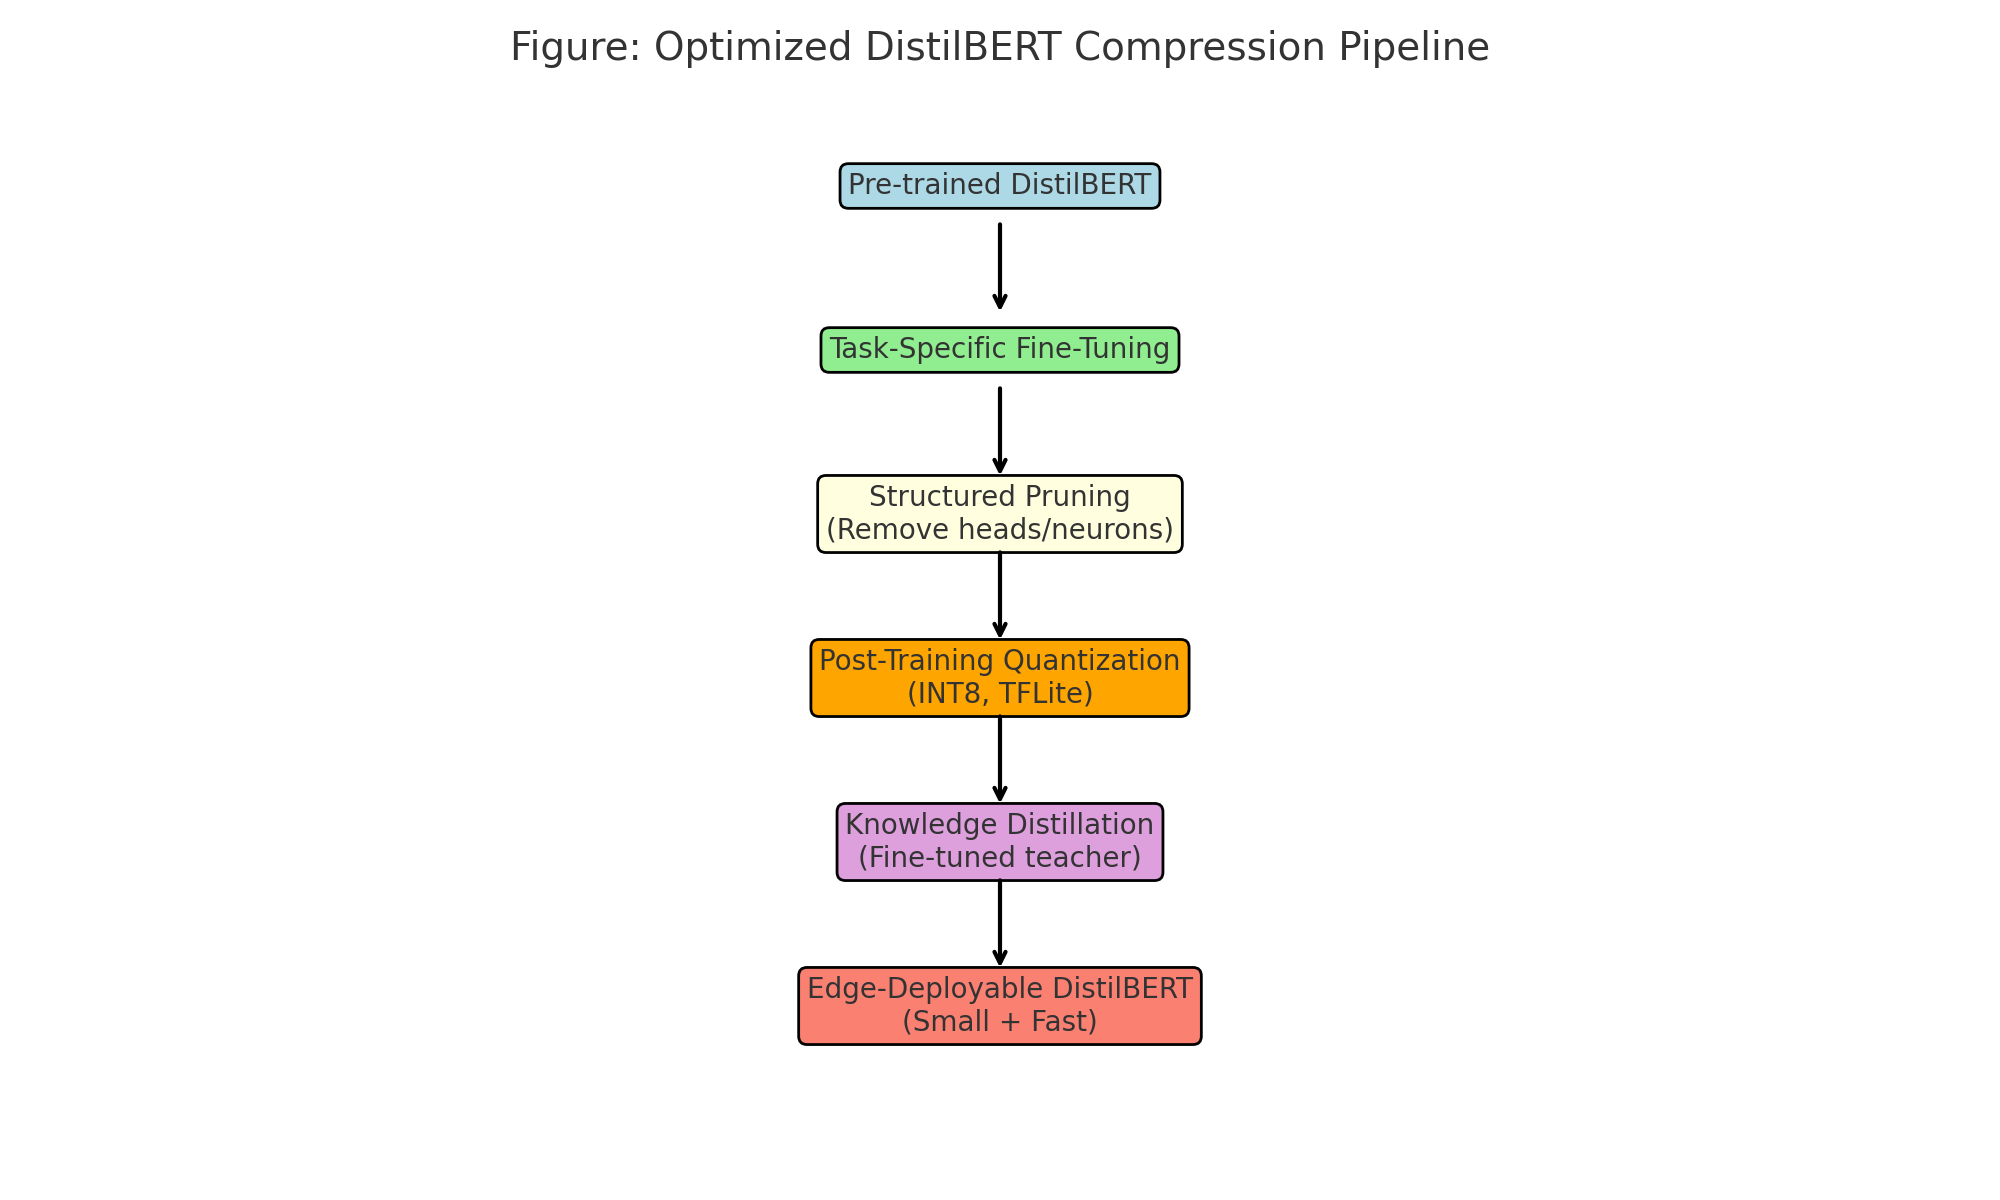 Figure: Optimized DistilBERT Compression Pipeline
Pre-trained DistilBERT
Task-Specific Fine-Tuning
Structured Pruning
(Remove heads/neurons)
Post-Training Quantization
(INT8, TFLite)
Knowledge Distillation
(Fine-tuned teacher)
Edge-Deployable DistilBERT
(Small + Fast)